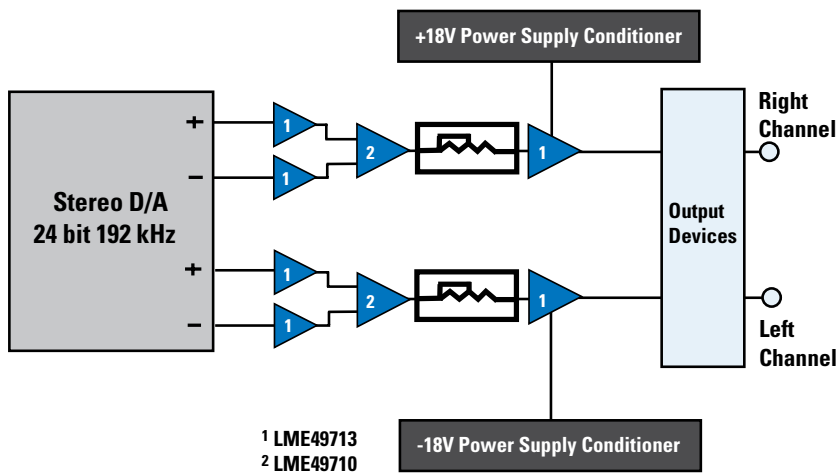 +18V Power Supply Conditioner
Stereo D/A
24 bit 192 kHz
+
−
+
−
1
1
2
1
1
1
2
1
Output
Devices
Right
Channel
Left
Channel
1 LME49713
2 LME49710
-18V Power Supply Conditioner